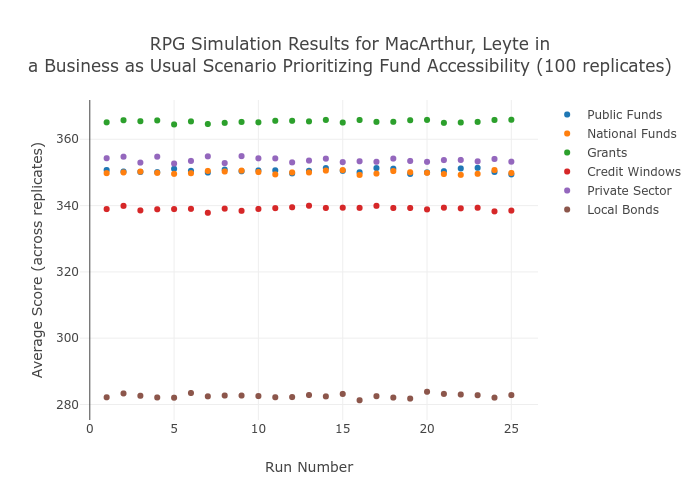 RPG Simulation Results for MacArthur, Leyte in
a Business as Usual Scenario Prioritizing Fund Accessibility (100 replicates)
Public Funds
National Funds
Grants
Credit Windows
Private Sector
Local Bonds
Average Score (across replicates)
360
340
320
300
280
0
5
10
15
20
25
Run Number